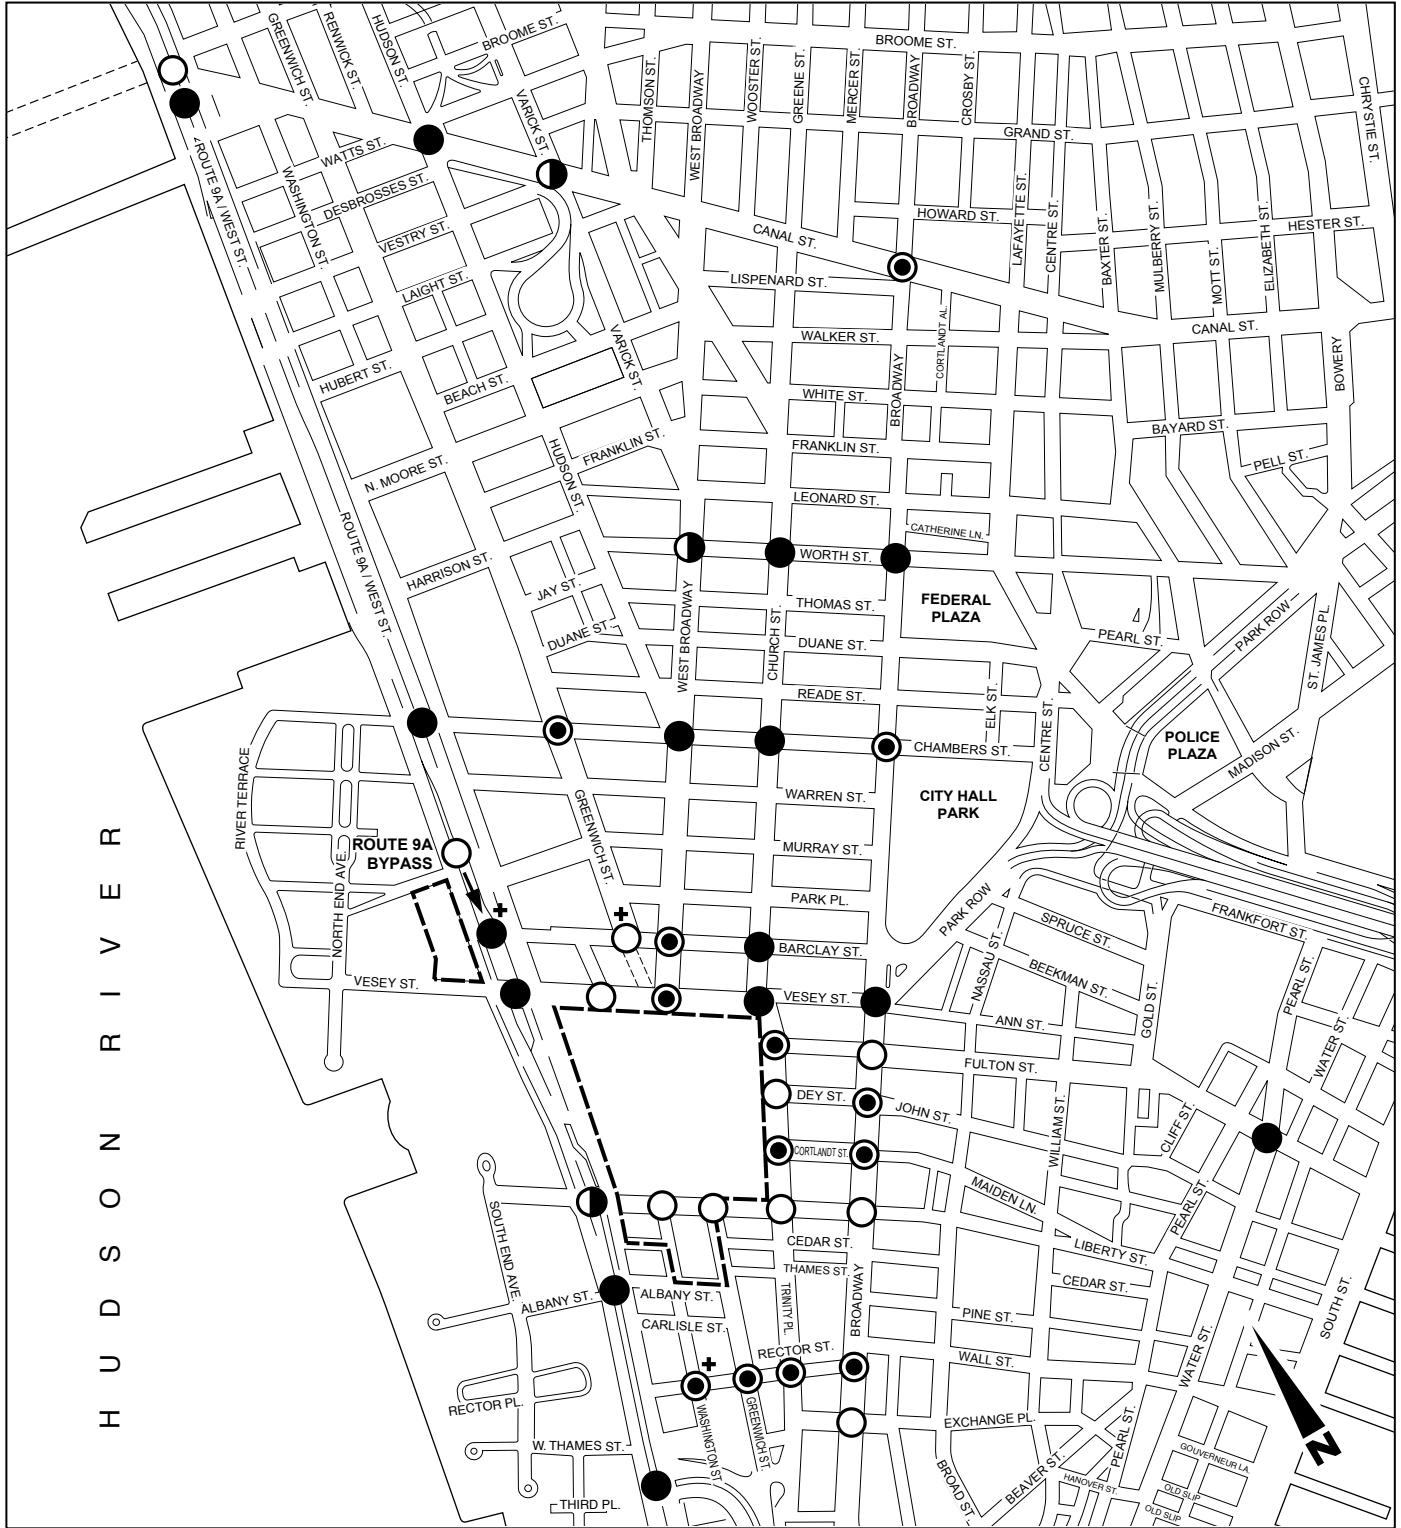 GREENWICH ST.
RENWICK ST.
HUDSON ST.
BROOME ST.
VARICK ST.
THOMSON ST.
WEST BROADWAY
WOOSTER ST.
GREENE ST.
MERCER ST.
BROADWAY
CROSBY ST.
BROOME ST.
GRAND ST.
CHRYSTIE ST.
ROUTE 9A / WEST ST.
WATTS ST.
WASHINGTON ST.
DESBROSSES ST.
VESTRY ST.
LAIGHT ST.
CANAL ST.
HOWARD ST.
LAFAYETTE ST.
CENTRE ST.
BAXTER ST.
MULBERRY ST.
MOTT ST.
ELIZABETH ST.
HESTER ST.
LISPENARD ST.
CORTLANDT AL.
CANAL ST.
WALKER ST.
BROADWAY
BOWERY
VARICK ST.
HUBERT ST.
BEACH ST.
WHITE ST.
BAYARD ST.
FRANKLIN ST.
FRANKLIN ST.
PELL ST.
HUDSON ST.
N. MOORE ST.
LEONARD ST.
CATHERINE LN.
ROUTE 9A / WEST ST.
WORTH ST.
HARRISON ST.
JAY ST.
WEST BROADWAY
CHURCH ST.
THOMAS ST.
FEDERAL
PLAZA
PARK ROW
ST. JAMES PL.
DUANE ST.
DUANE ST.
PEARL ST.
READE ST.
ELK ST.
CENTRE ST.
CHAMBERS ST.
POLICE
PLAZA
MADISON ST.
RIVER TERRACE
GREENWICH ST.
WARREN ST.
CITY HALL
PARK
ROUTE 9A
BYPASS
MURRAY ST.
NORTH END AVE.
PARK PL.
PARK ROW
SPRUCE ST.
FRANKFORT ST.
BARCLAY ST.
NASSAU ST.
BEEKMAN ST.
PEARL ST.
VESEY ST.
VESEY ST.
GOLD ST.
ANN ST.
WATER ST.
FULTON ST.
DEY ST.
JOHN ST.
WILLIAM ST.
CLIFF ST.
CORTLANDT ST.
MAIDEN LN.
PEARL ST.
SOUTH END AVE.
CEDAR ST.
LIBERTY ST.
THAMES ST.
CEDAR ST.
SOUTH ST.
ALBANY ST.
ALBANY ST.
TRINITY PL.
BROADWAY
CARLISLE ST.
PINE ST.
RECTOR ST.
WALL ST.
WATER ST.
RECTOR PL.
WASHINGTON ST
GREENWICH ST.
EXCHANGE PL.
PEARL ST.
W. THAMES ST.
BROAD ST.
BEAVER ST.
HANOVER ST.
GOUVERNEUR LA.
OLD SLIP
OLD SLIP
THIRD PL.
HUDSON RIVER
N